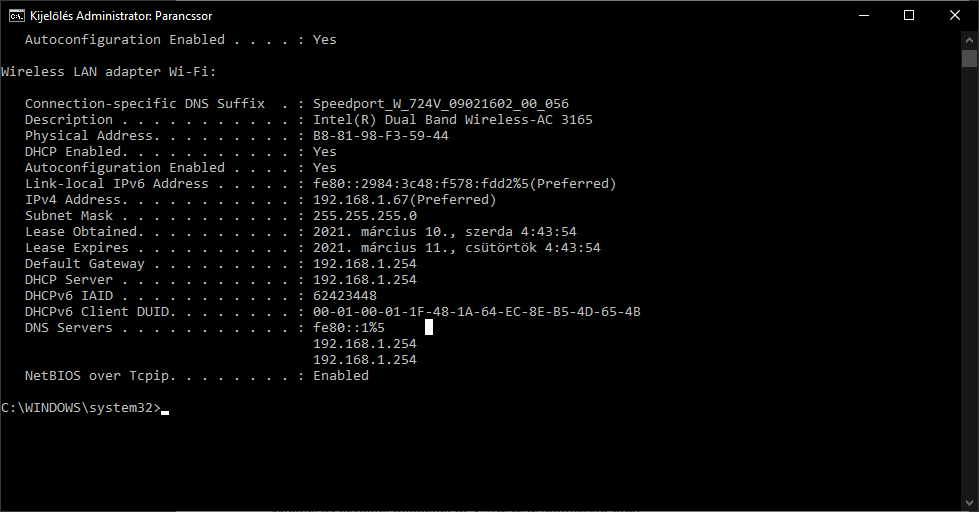 Kijelölés Administrator: Parancssor
Autoconfiguration Enabled . . . . : Yes
Wireless LAN adapter Wi-Fi:
Connection-specific DNS Suffix  . : Speedport_W_724V_09021602_00_056
Description . . . . . . . . . . . : Intel(R) Dual Band Wireless-AC 3165
Physical Address. . . . . . . . . : B8-81-98-F3-59-44
DHCP Enabled. . . . . . . . . . . : Yes
Autoconfiguration Enabled . . . . : Yes
Link-local IPv6 Address . . . . . : fe80::2984:3c48:f578:fdd2%5(Preferred)
IPv4 Address. . . . . . . . . . . : 192.168.1.67(Preferred)
Subnet Mask . . . . . . . . . . . : 255.255.255.0
Lease Obtained. . . . . . . . . . : 2021. március 10., szerda 4:43:54
Lease Expires . . . . . . . . . . : 2021. március 11., csütörtök 4:43:54
Default Gateway . . . . . . . . . : 192.168.1.254
DHCP Server . . . . . . . . . . . : 192.168.1.254
DHCPv6 IAID . . . . . . . . . . . : 62423448
DHCPv6 Client DUID. . . . . . . . : 00-01-00-01-1F-48-1A-64-EC-8E-B5-4D-65-4B
DNS Servers . . . . . . . . . . . : fe80::1%5
192.168.1.254
192.168.1.254
NetBIOS over Tcpip. . . . . . . . : Enabled
C:\WINDOWS\system32>